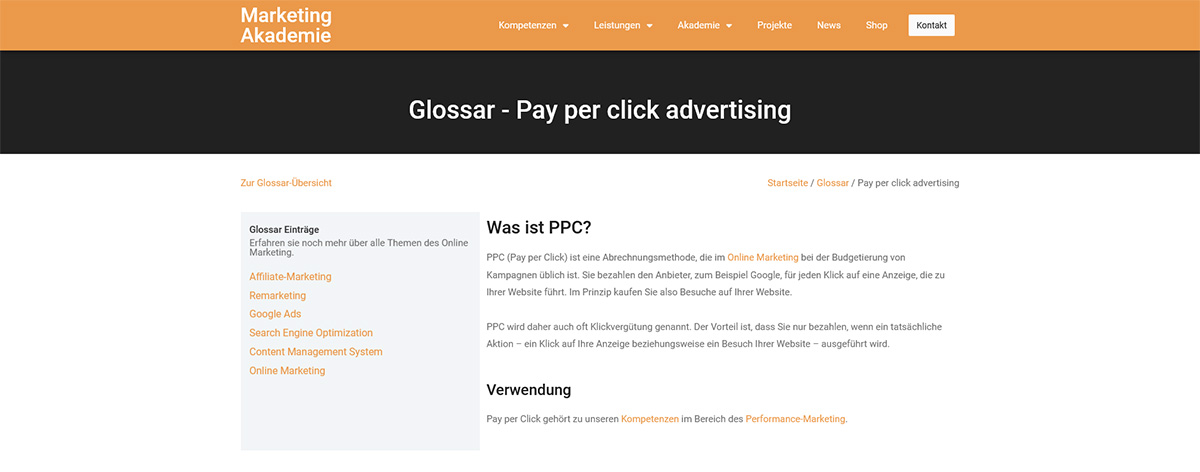 Marketing
Akademie
Kompetenzen
Leistungen
Akademie
Projekte
News
Shop
Kontakt
Glossar - Pay per click advertising
Zur Glossar-Übersicht
Startseite / Glossar / Pay per click advertising
Glossar Einträge
Erfahren sie noch mehr über alle Themen des Online
Marketing.
Affiliate-Marketing
Remarketing
Google Ads
Search Engine Optimization
Content Management System
Online Marketing
Was ist PPC?
PPC (Pay per Click) ist eine Abrechnungsmethode, die im Online Marketing bei der Budgetierung von
Kampagnen üblich ist. Sie bezahlen den Anbieter, zum Beispiel Google, für jeden Klick auf eine Anzeige, die zu
Ihrer Website führt. Im Prinzip kaufen Sie also Besuche auf Ihrer Website.
PPC wird daher auch oft Klickvergütung genannt. Der Vorteil ist, dass Sie nur bezahlen, wenn ein tatsächliche
Aktion – ein Klick auf Ihre Anzeige beziehungsweise ein Besuch Ihrer Website – ausgeführt wird.
Verwendung
Pay per Click gehört zu unseren Kompetenzen im Bereich des Performance-Marketing.